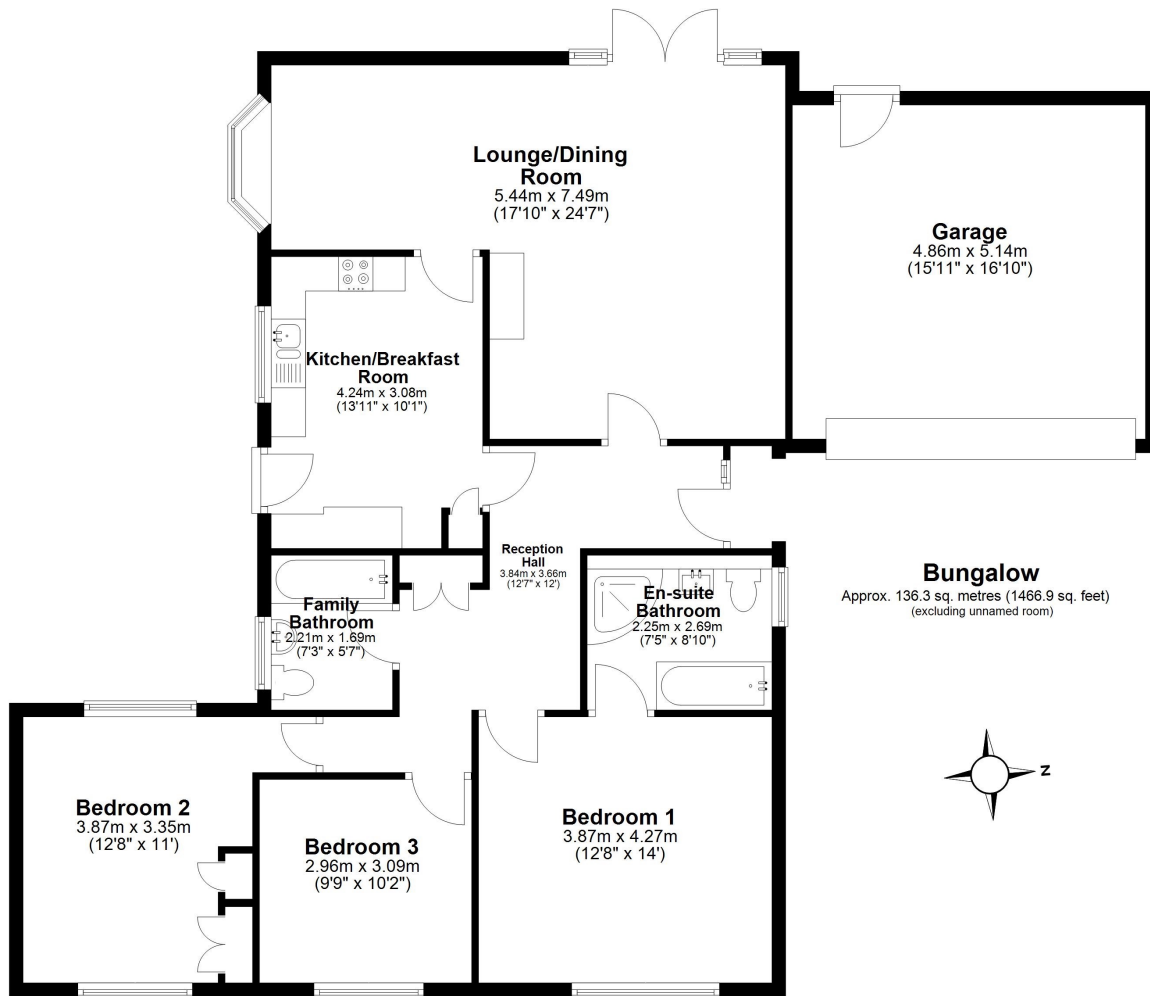 Lounge/Dining
Room
5.44m x 7.49m
(17'10" x 24'7")
Garage
4.86m x 5.14m
(15'11" x 16'10")
Kitchen/Breakfast
Room
4.24m x 3.08m
(13'11" x 10'1")
Reception
Hall
3.84m x 3.66m
(12'7" x 12')
Bungalow
Approx. 136.3 sq. metres (1466.9 sq. feet)
(excluding unnamed room)
En-suite
Bathroom
2.25m x 2.69m
(7'5" x 8'10")
Family
Bathroom
2.21m x 1.69m
(7'3" x 5'7")
N
Bedroom 2
3.87m x 3.35m
(12'8" x 11')
Bedroom 3
2.96m x 3.09m
(9'9" x 10'2")
Bedroom 1
3.87m x 4.27m
(12'8" x 14')